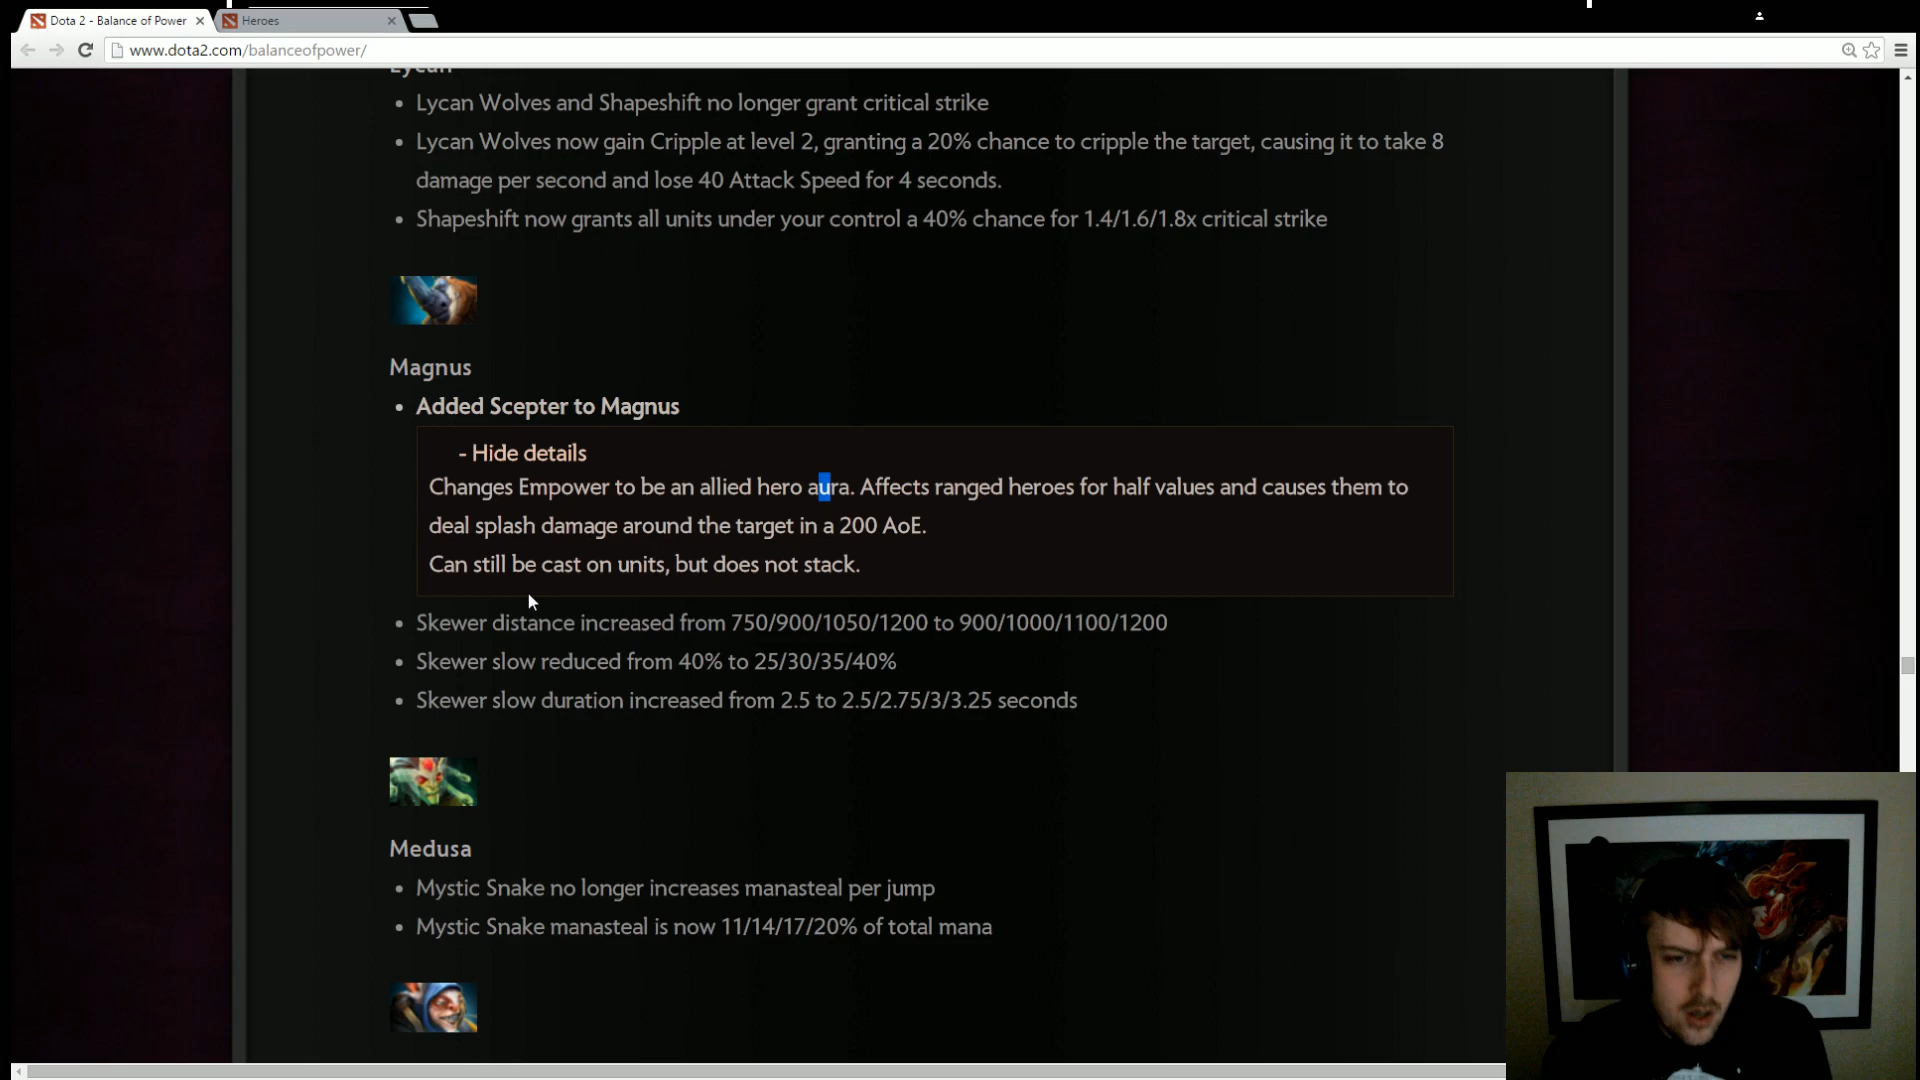 Dota 2 - Balance of Power
Heroes
www.dota2.com/balanceofpower/
Lycan
• Lycan Wolves and Shapeshift no longer grant critical strike
• Lycan Wolves now gain Cripple at level 2, granting a 20% chance to cripple the target, causing it to take 8
damage per second and lose 40 Attack Speed for 4 seconds.
• Shapeshift now grants all units under your control a 40% chance for 1.4/1.6/1.8x critical strike
Magnus
• Added Scepter to Magnus
- Hide details
Changes Empower to be an allied hero aura. Affects ranged heroes for half values and causes them to
deal splash damage around the target in a 200 AoE.
Can still be cast on units, but does not stack.
• Skewer distance increased from 750/900/1050/1200 to 900/1000/1100/1200
• Skewer slow reduced from 40% to 25/30/35/40%
• Skewer slow duration increased from 2.5 to 2.5/2.75/3/3.25 seconds
Medusa
• Mystic Snake no longer increases manasteal per jump
• Mystic Snake manasteal is now 11/14/17/20% of total mana